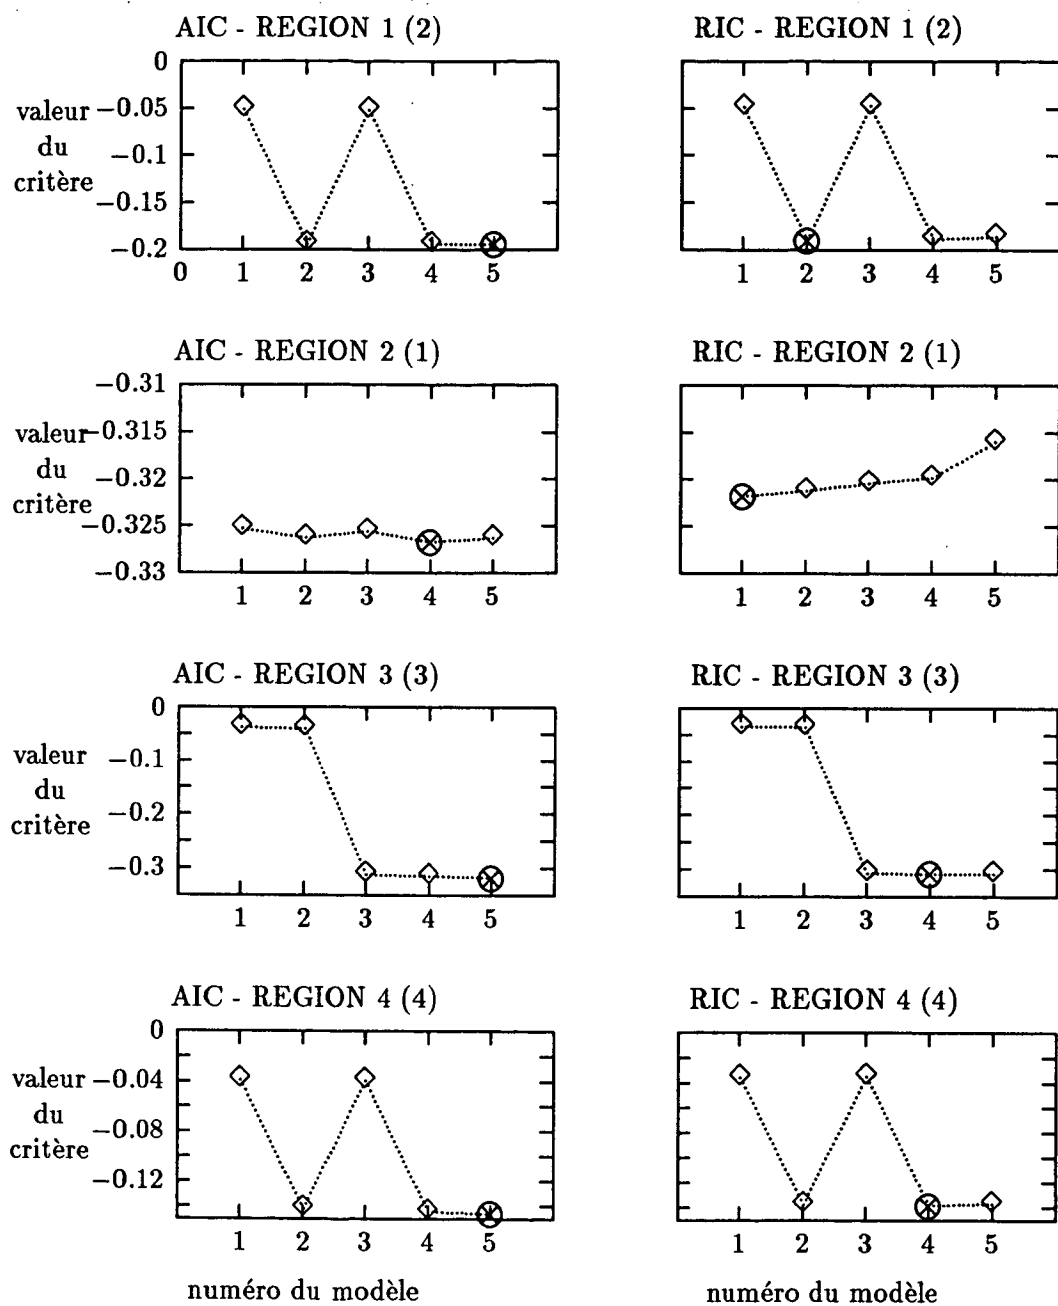 AIC - REGION 1 (2)
RIC - REGION 1 (2)
0
valeur −0.05
du
−0.1
critère
−0.15
−0.2
0 1 2 3 4 5
1 2 3 4 5
AIC - REGION 2 (1)
RIC - REGION 2 (1)
−0.31
valeur −0.315
du
−0.32
critère
−0.325
−0.33
1 2 3 4 5
1 2 3 4 5
AIC - REGION 3 (3)
RIC - REGION 3 (3)
0
valeur −0.1
du
−0.2
critère
−0.3
1 2 3 4 5
1 2 3 4 5
AIC - REGION 4 (4)
RIC - REGION 4 (4)
0
valeur −0.04
du
−0.08
critère
−0.12
1 2 3 4 5
1 2 3 4 5
numéro du modèle
numéro du modèle